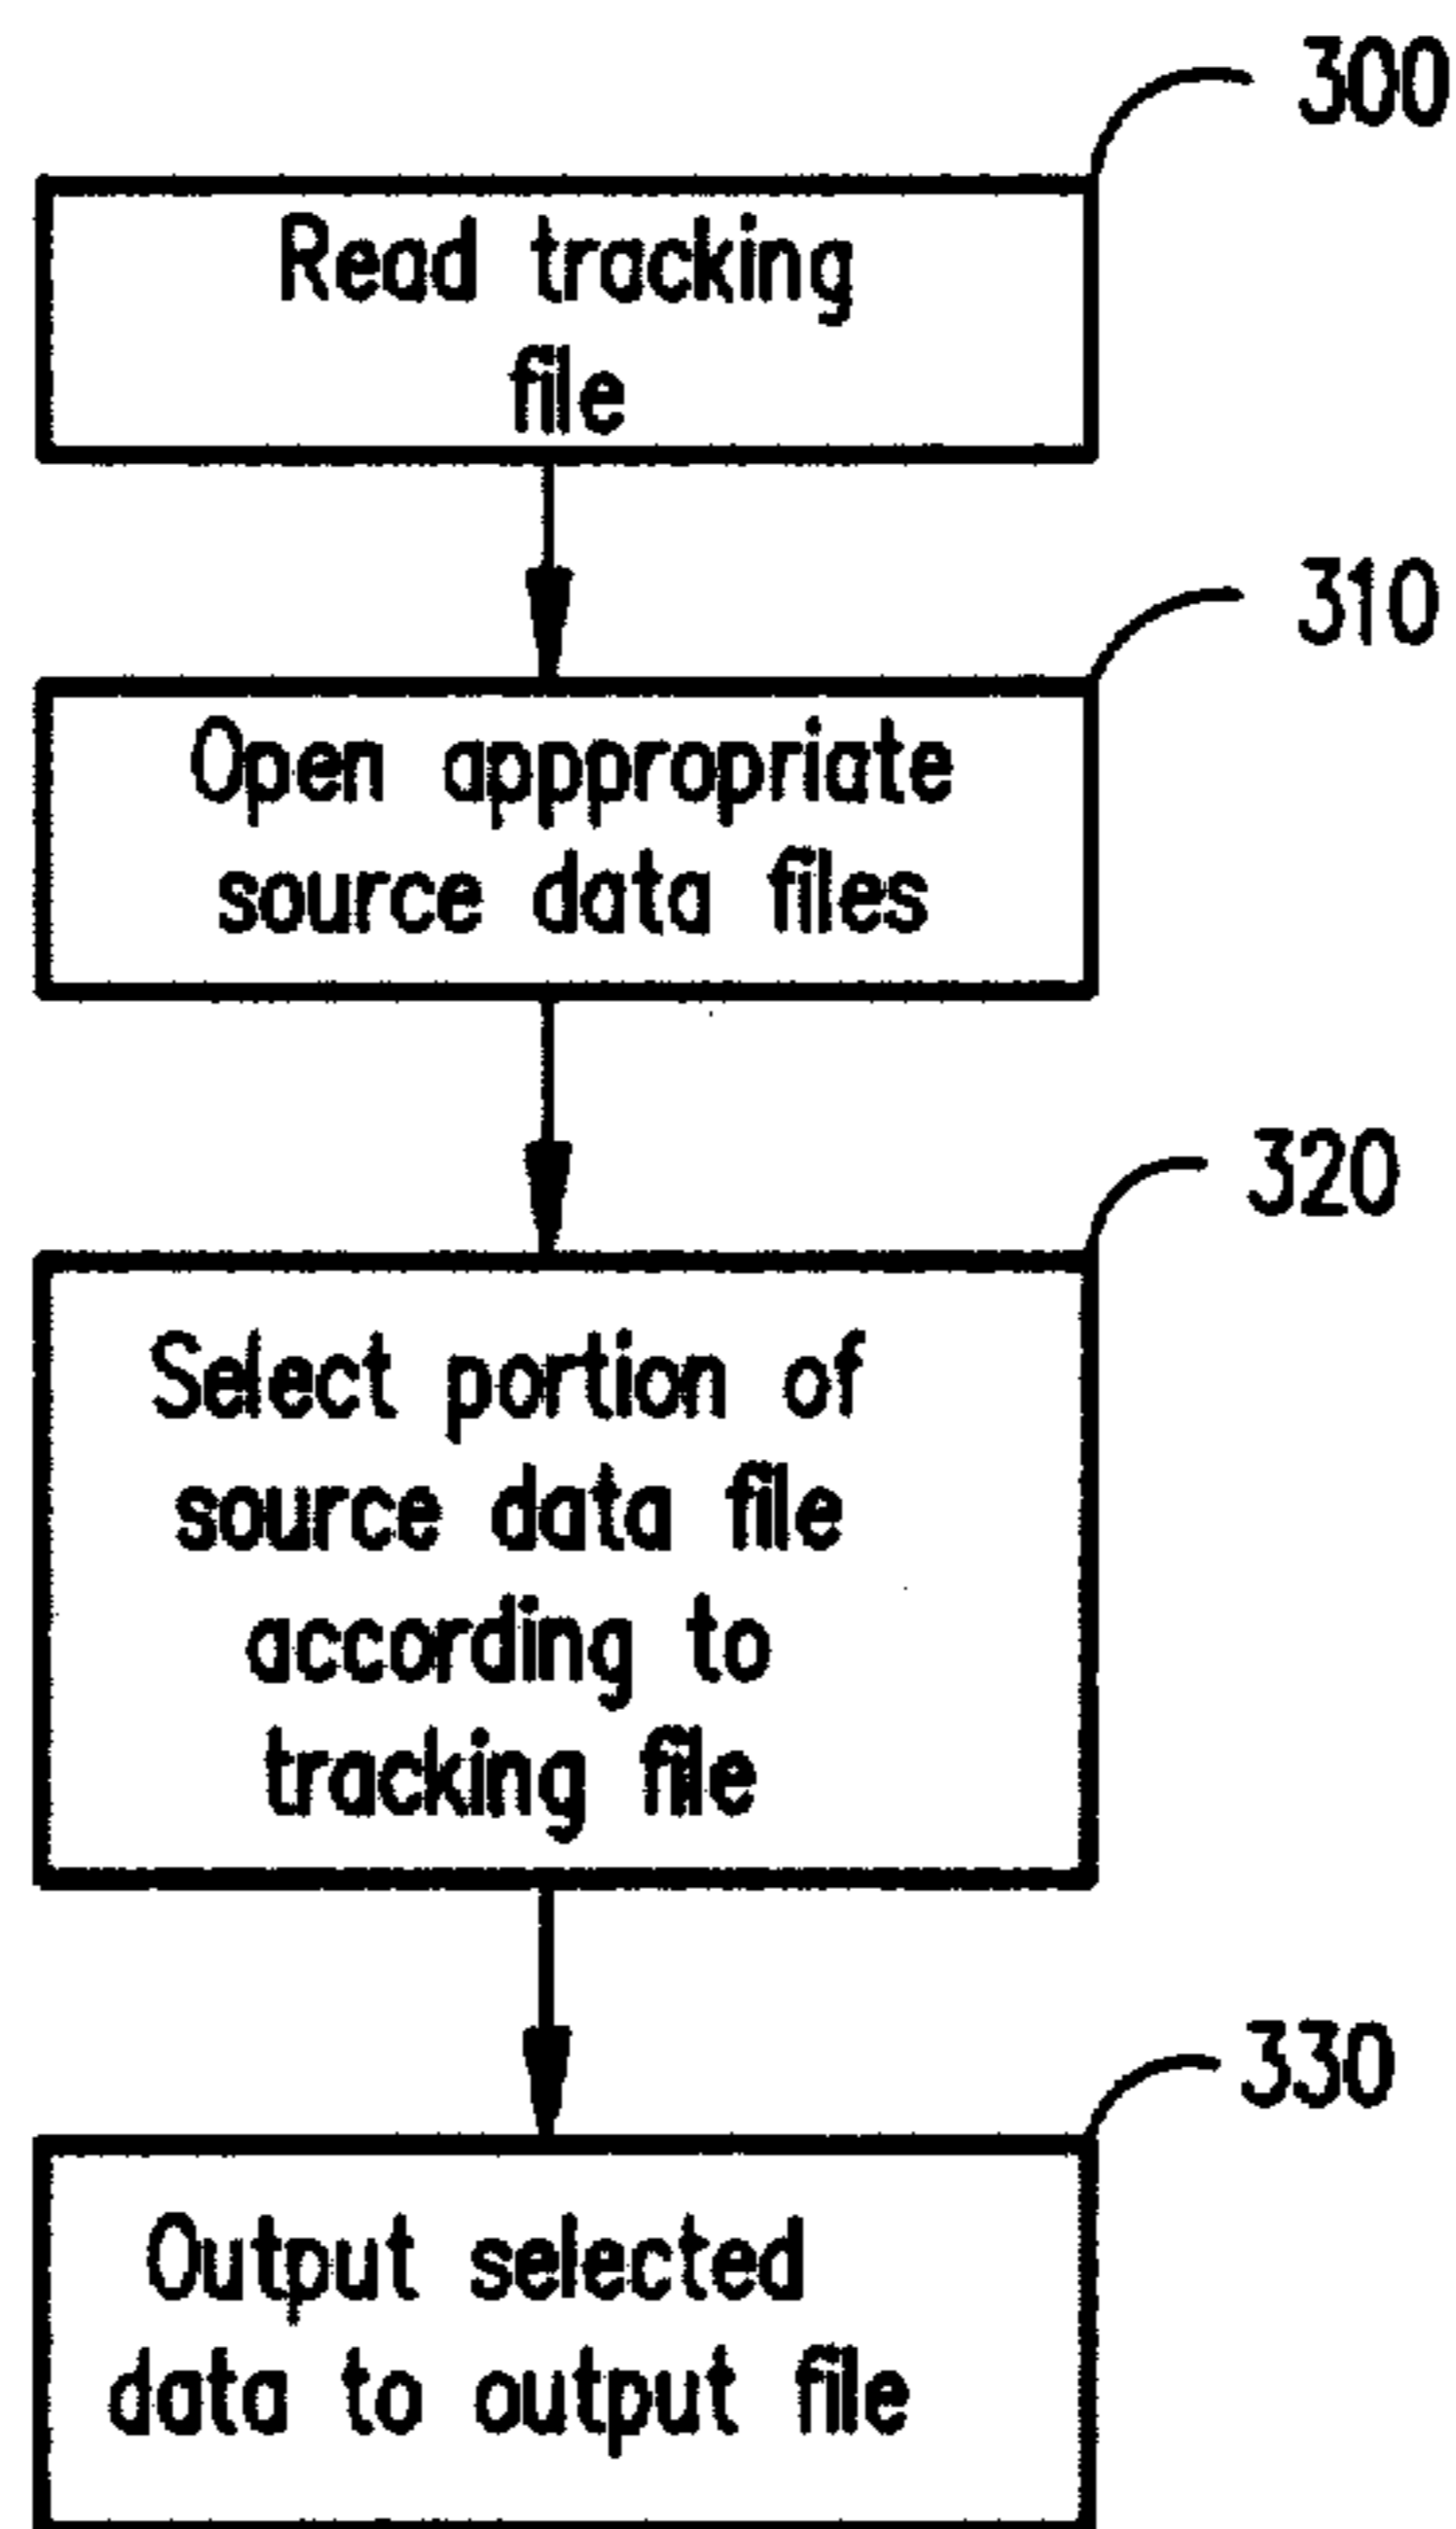 300
Read tracking
file
310
Open appropriate
source data files
320
Select portion of
source data file
according to
tracking file
330
Output selected
data to output file